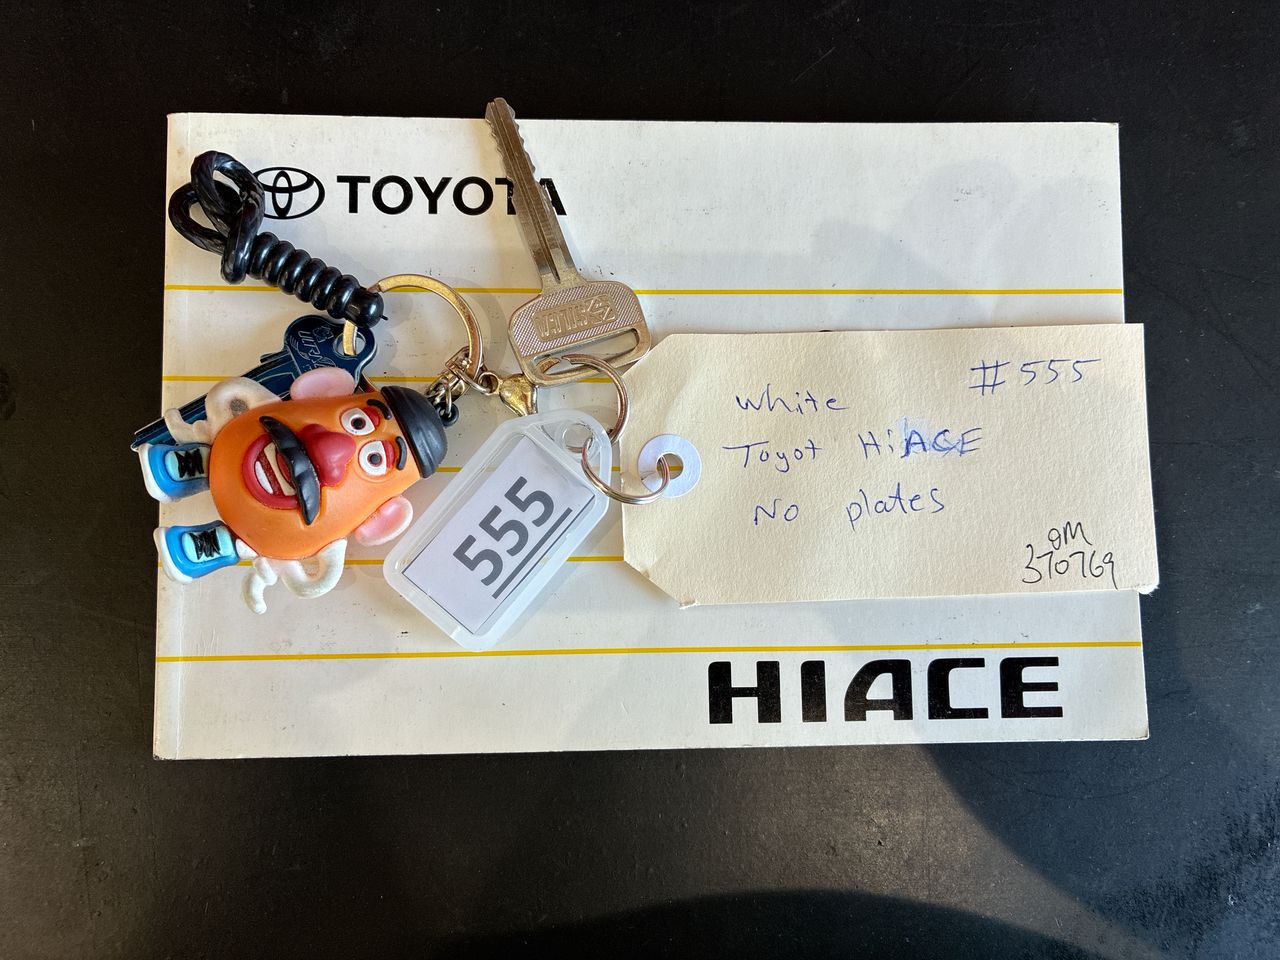 TOYOTA
#555
White
Toyot HiACE
No plates
OM
370769
555
HIACE